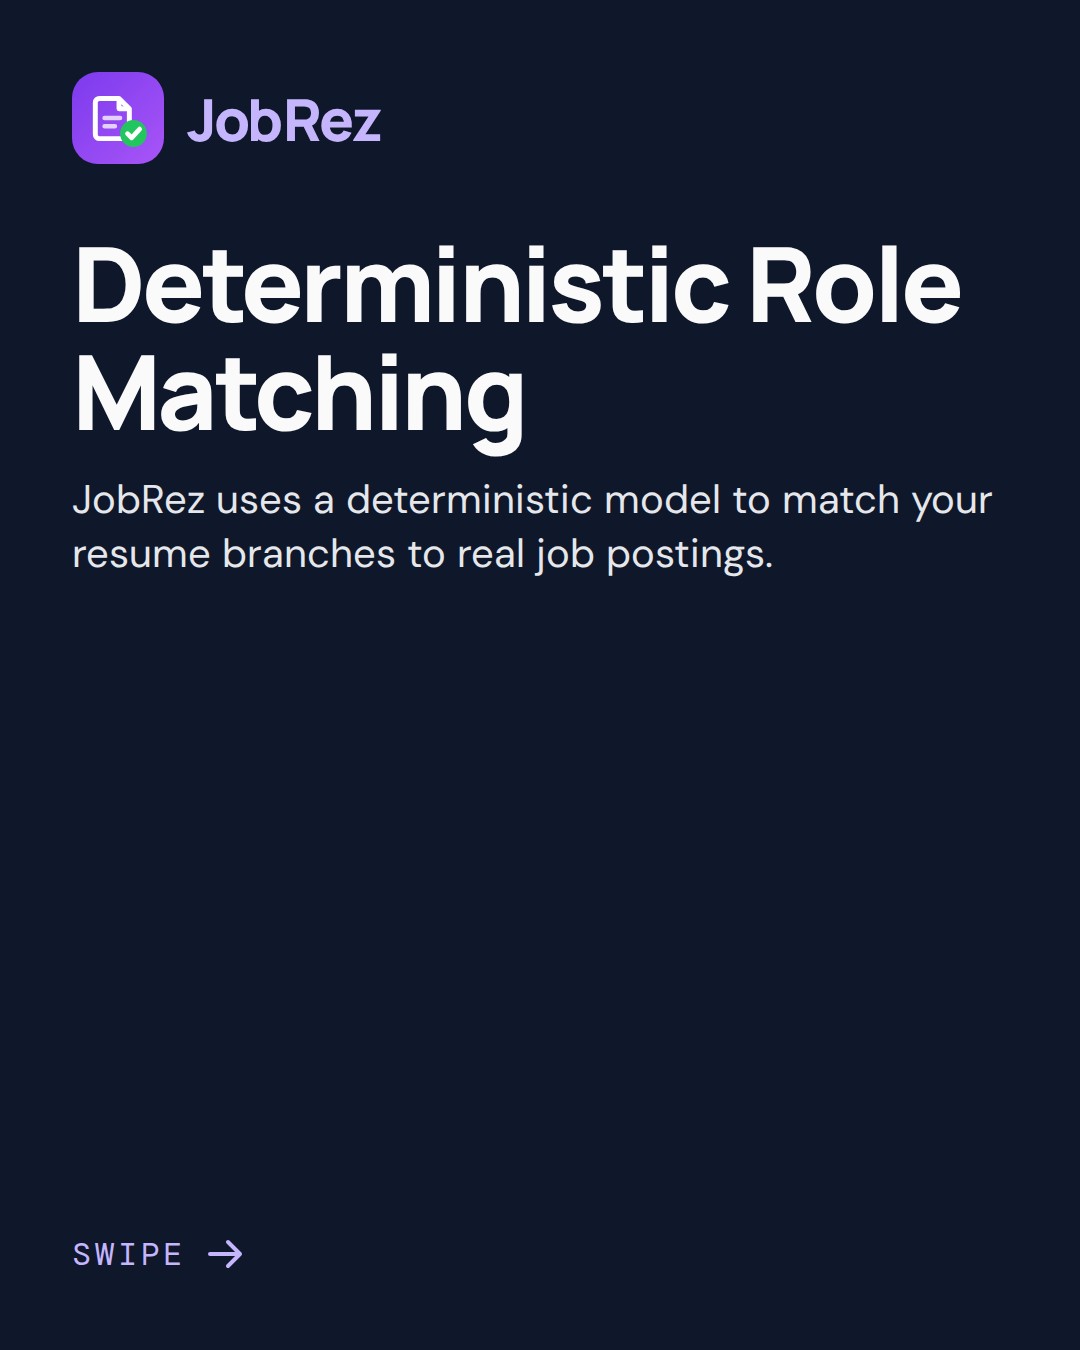 JobRez
Deterministic Role
Matching
JobRez uses a deterministic model to match your
resume branches to real job postings.
SWIPE →